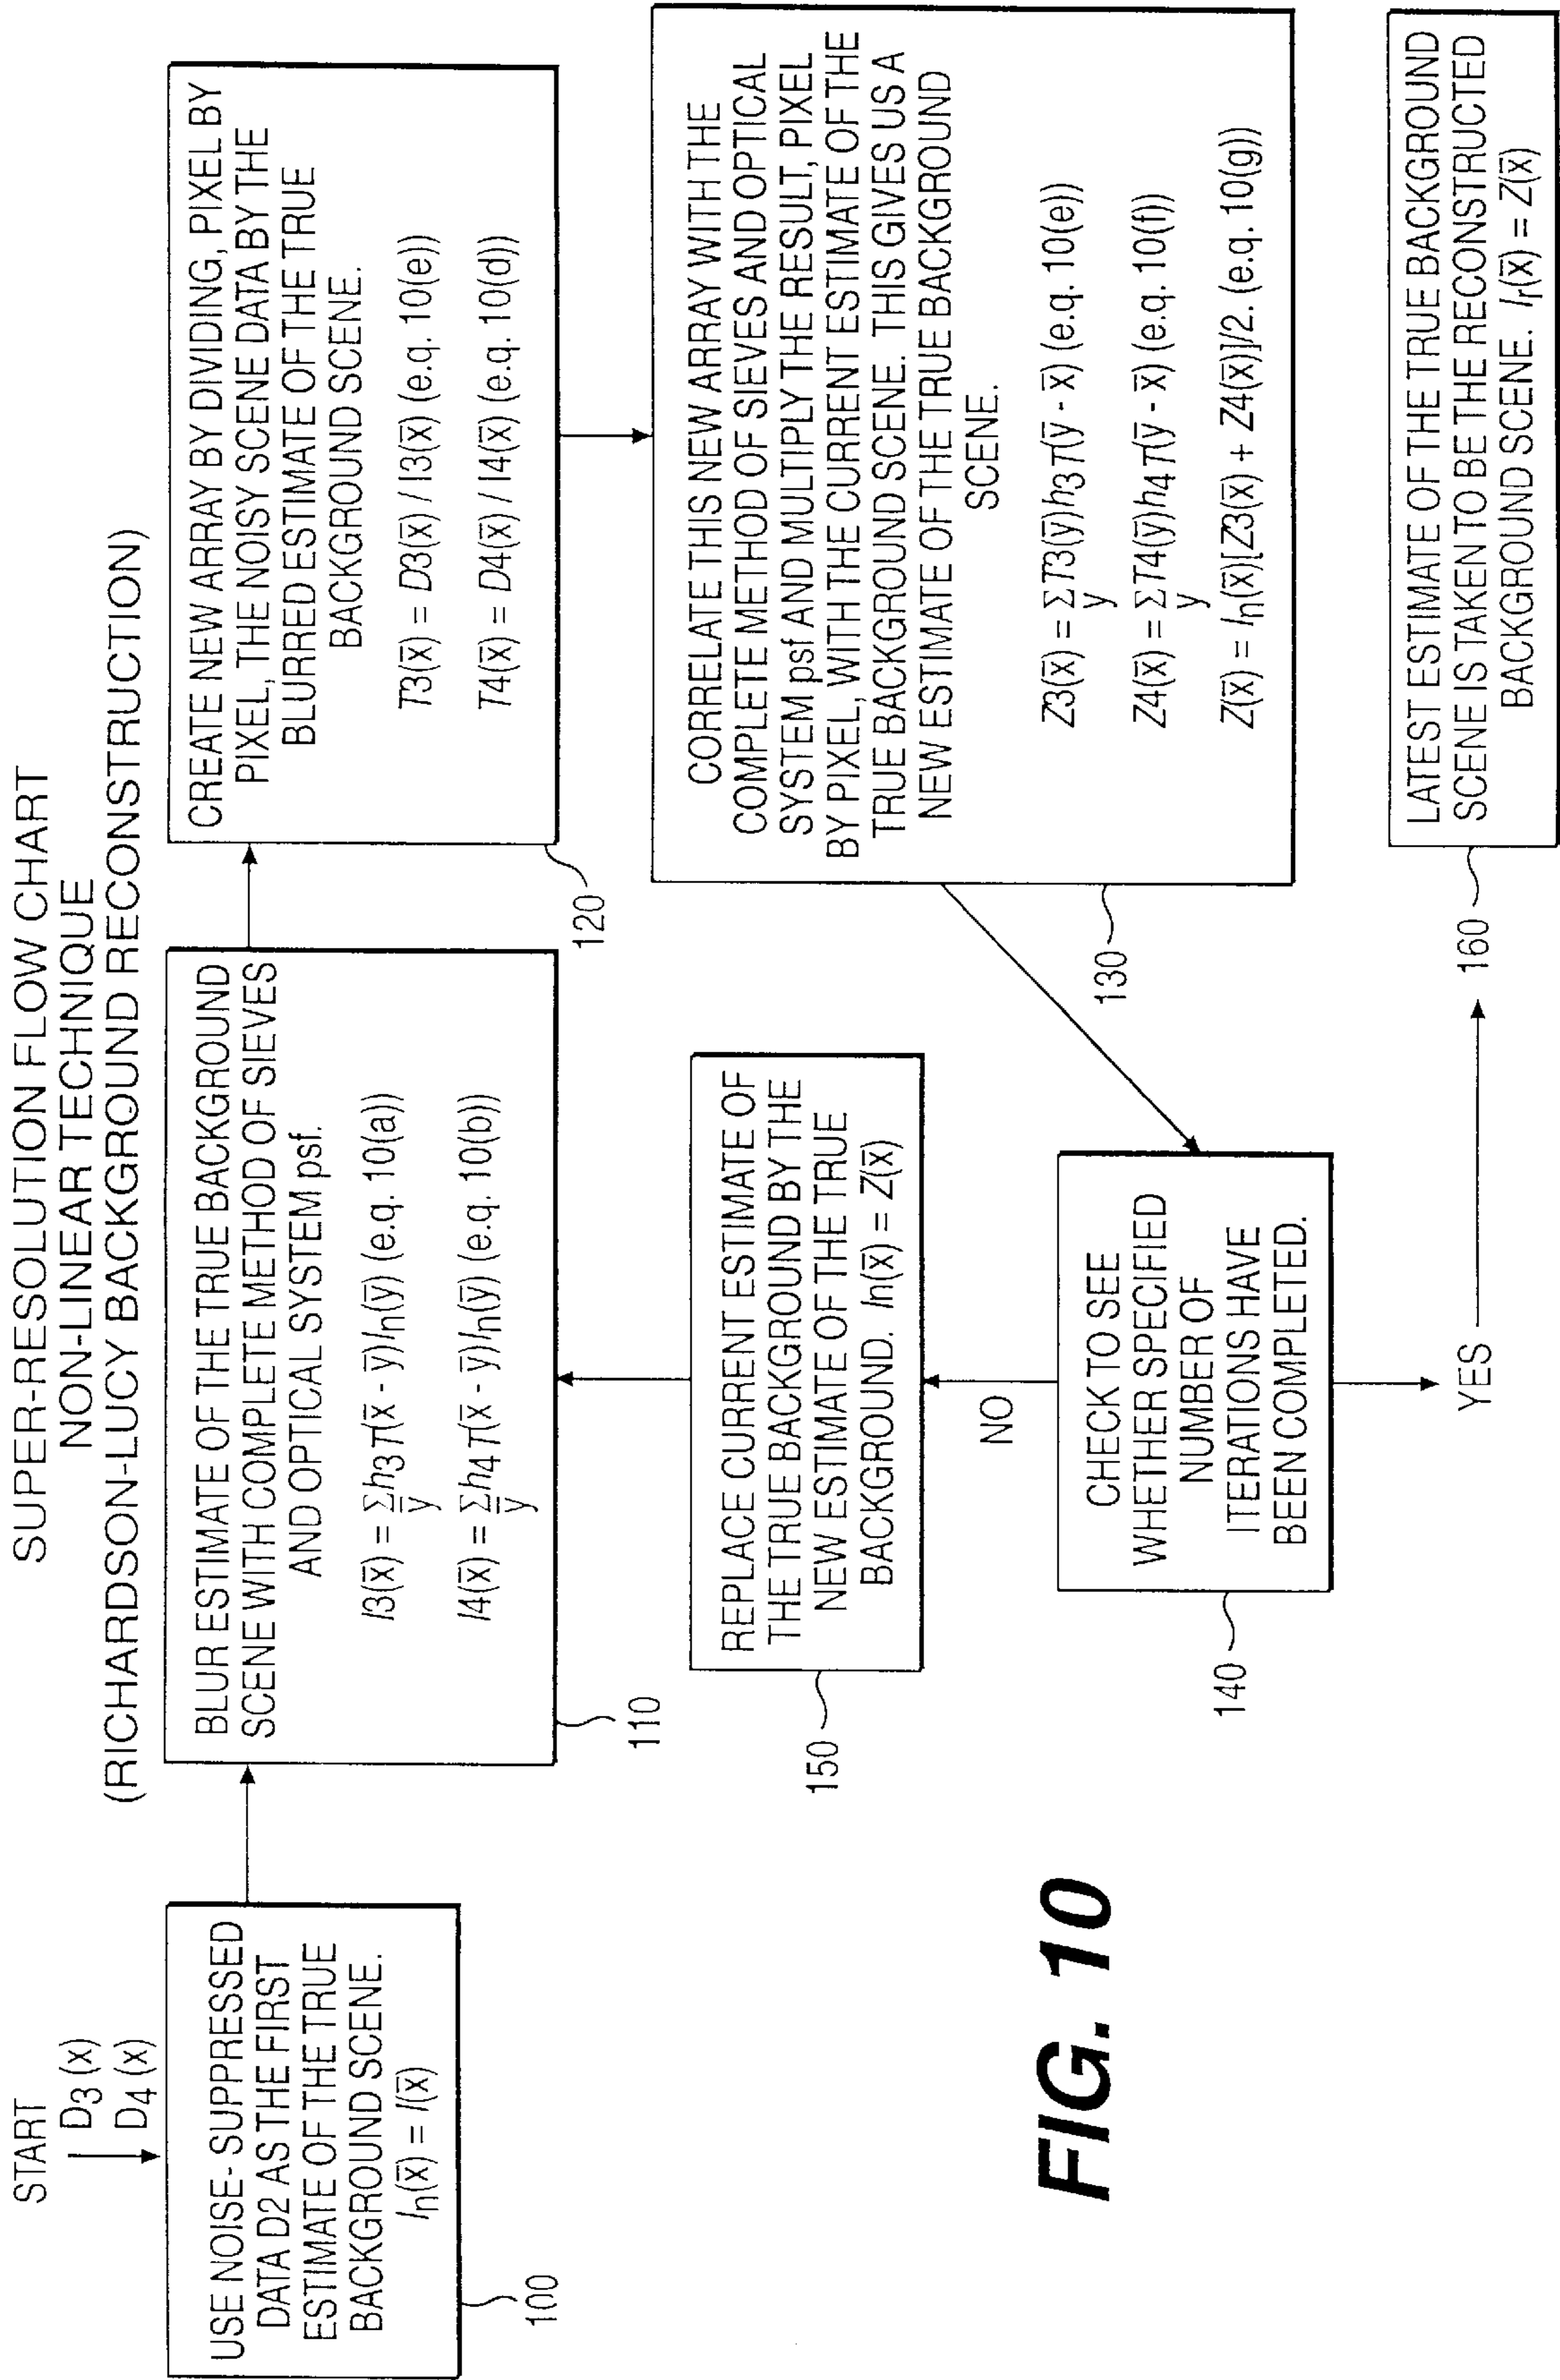 SUPER-RESOLUTION FLOW CHART
NON-LINEAR TECHNIQUE
(RICHARDSON-LUCY BACKGROUND RECONSTRUCTION)
START
D3 (x)
D4 (x)
USE NOISE- SUPPRESSED
DATA D2 AS THE FIRST
ESTIMATE OF THE TRUE
BACKGROUND SCENE.
In(x̅) = I(x̅)
100
BLUR ESTIMATE OF THE TRUE BACKGROUND
SCENE WITH COMPLETE METHOD OF SIEVES
AND OPTICAL SYSTEM psf.
I3(x̅) = Σ h3T(x̅ - y̅)In(y̅) (e.q. 10(a))
y̅
I4(x̅) = Σ h4T(x̅ - y̅)In(y̅) (e.q. 10(b))
y̅
110
CREATE NEW ARRAY BY DIVIDING, PIXEL BY
PIXEL, THE NOISY SCENE DATA BY THE
BLURRED ESTIMATE OF THE TRUE
BACKGROUND SCENE.
T3(x̅) = D3(x̅) / I3(x̅) (e.q. 10(e))
T4(x̅) = D4(x̅) / I4(x̅) (e.q. 10(d))
120
CORRELATE THIS NEW ARRAY WITH THE
COMPLETE METHOD OF SIEVES AND OPTICAL
SYSTEM psf AND MULTIPLY THE RESULT, PIXEL
BY PIXEL, WITH THE CURRENT ESTIMATE OF THE
TRUE BACKGROUND SCENE. THIS GIVES US A
NEW ESTIMATE OF THE TRUE BACKGROUND
SCENE.
Z3(x̅) = Σ T3(y̅)h3T(y̅ - x̅) (e.q. 10(e))
y
Z4(x̅) = Σ T4(y̅)h4T(y̅ - x̅) (e.q. 10(f))
y
Z(x̅) = In(x̅)[Z3(x̅) + Z4(x̅)]/2. (e.q. 10(g))
130
REPLACE CURRENT ESTIMATE OF
THE TRUE BACKGROUND BY THE
NEW ESTIMATE OF THE TRUE
BACKGROUND. In(x̅) = Z(x̅)
150
NO
CHECK TO SEE
WHETHER SPECIFIED
NUMBER OF
ITERATIONS HAVE
BEEN COMPLETED.
140
YES
160
LATEST ESTIMATE OF THE TRUE BACKGROUND
SCENE IS TAKEN TO BE THE RECONSTRUCTED
BACKGROUND SCENE. Ir(x̅) = Z(x̅)
FIG. 10